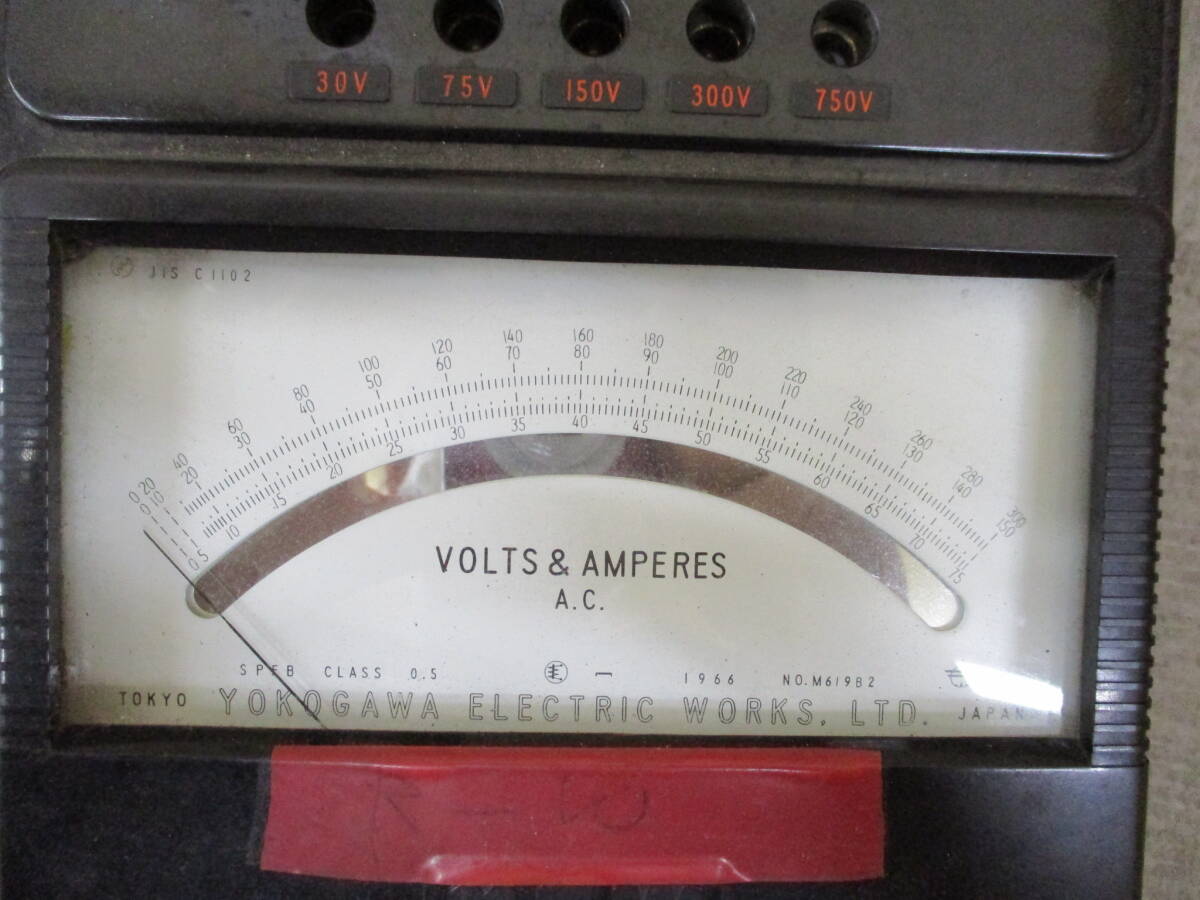 30V 75V 150V 300V 750V
JIS C1102
0 20 40 60 80 100 120 140 160 180 200 220 240 260 280 300
0 10 20 30 40 50 60 70 80 90 100 110 120 130 140 150
0 5 10 15 20 25 30 35 40 45 50 55 60 65 70 75
VOLTS & AMPERES
A.C.
SPFB CLASS 0.5 1966 NO.M61982
TOKYO YOKOGAWA ELECTRIC WORKS, LTD. JAPAN